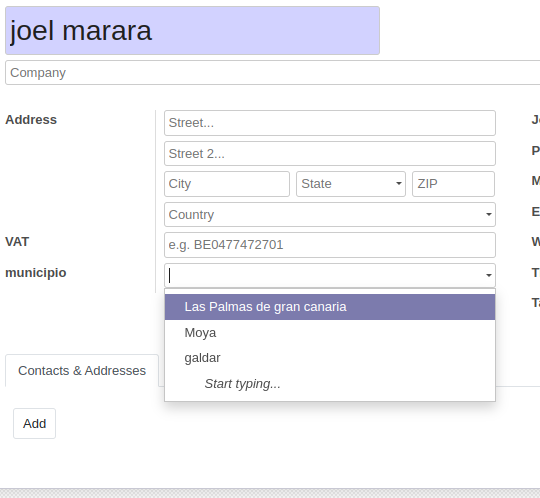 joel marara
Company
Address
Street...
Street 2...
City State ZIP
Country
VAT e.g. BE0477472701
municipio
Las Palmas de gran canaria
Moya
galdar
Start typing...
Contacts & Addresses
Add